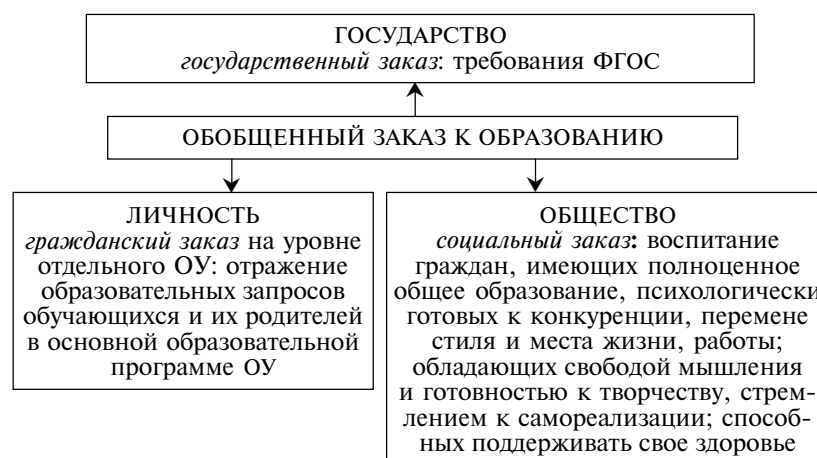 ГОСУДАРСТВО
государственный заказ: требования ФГОС
ОБОБЩЕННЫЙ ЗАКАЗ К ОБРАЗОВАНИЮ
ЛИЧНОСТЬ
гражданский заказ на уровне
отдельного ОУ: отражение
образовательных запросов
обучающихся и их родителей
в основной образовательной
программе ОУ
ОБЩЕСТВО
социальный заказ: воспитание
граждан, имеющих полноценное
общее образование, психологически
готовых к конкуренции, перемене
стиля и места жизни, работы;
обладающих свободой мышления
и готовностью к творчеству, стрем-
лением к самореализации; способ-
ных поддерживать свое здоровье